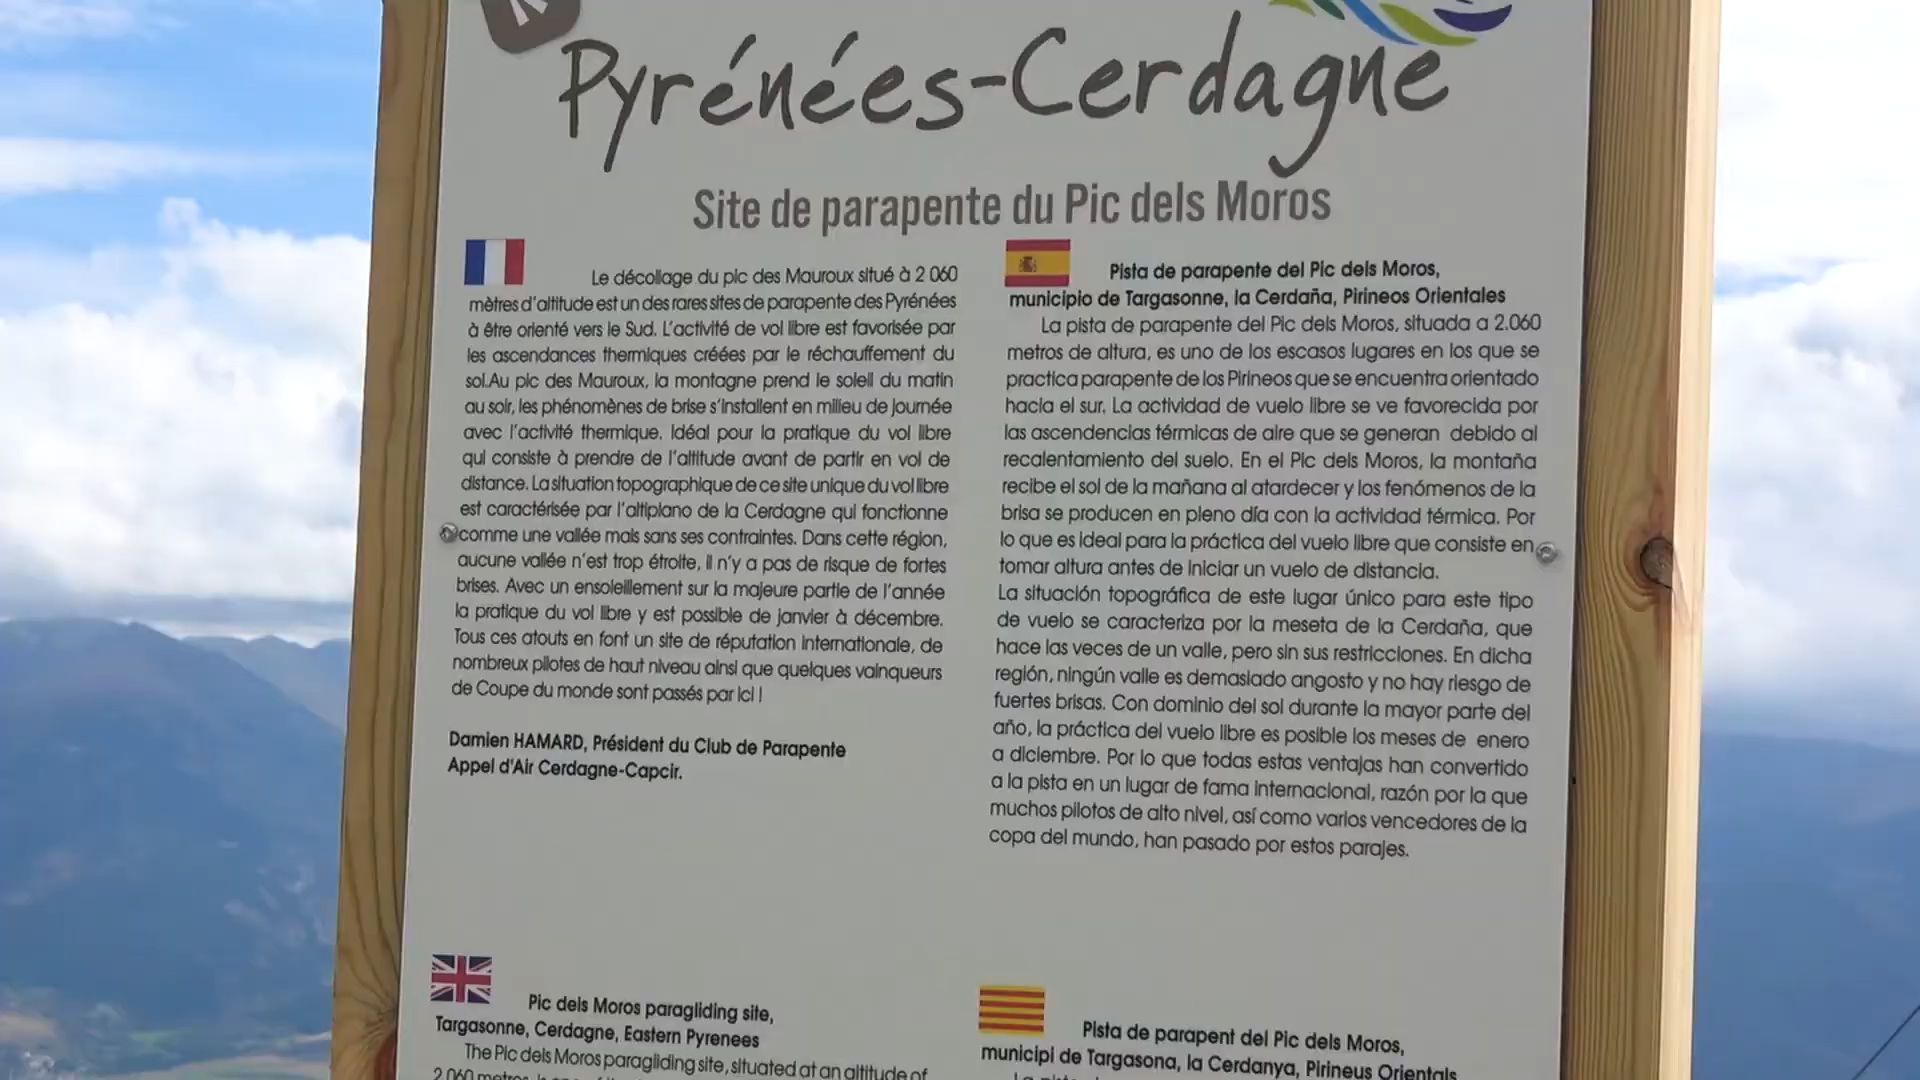 Pyrénées-Cerdagne
Site de parapente du Pic dels Moros
Le décollage du pic des Mauroux situé à 2 060
mètres d'altitude est un des rares sites de parapente des Pyrénées
à être orienté vers le Sud. L'activité de vol libre est favorisée par
les ascendances thermiques créées par le réchauffement du
sol.Au pic des Mauroux, la montagne prend le soleil du matin
au soir, les phénomènes de brise s'installent en milieu de journée
avec l'activité thermique. Idéal pour la pratique du vol libre
qui consiste à prendre de l'altitude avant de partir en vol de
distance. La situation topographique de ce site unique du vol libre
est caractérisée par l'altiplano de la Cerdagne qui fonctionne
comme une vallée mais sans ses contraintes. Dans cette région,
aucune vallée n'est trop étroite, il n'y a pas de risque de fortes
brises. Avec un ensoleillement sur la majeure partie de l'année
la pratique du vol libre y est possible de janvier à décembre.
Tous ces atouts en font un site de réputation internationale, de
nombreux pilotes de haut niveau ainsi que quelques vainqueurs
de Coupe du monde sont passés par ici !
Damien HAMARD, Président du Club de Parapente
Appel d'Air Cerdagne-Capcir.
Pista de parapente del Pic dels Moros,
municipio de Targasonne, la Cerdaña, Pirineos Orientales
La pista de parapente del Pic dels Moros, situada a 2.060
metros de altura, es uno de los escasos lugares en los que se
practica parapente de los Pirineos que se encuentra orientado
hacia el sur. La actividad de vuelo libre se ve favorecida por
las ascendencias térmicas de aire que se generan debido al
recalentamiento del suelo. En el Pic dels Moros, la montaña
recibe el sol de la mañana al atardecer y los fenómenos de la
brisa se producen en pleno día con la actividad térmica. Por
lo que es ideal para la práctica del vuelo libre que consiste en
tomar altura antes de iniciar un vuelo de distancia.
La situación topográfica de este lugar único para este tipo
de vuelo se caracteriza por la meseta de la Cerdaña, que
hace las veces de un valle, pero sin sus restricciones. En dicha
región, ningún valle es demasiado angosto y no hay riesgo de
fuertes brisas. Con dominio del sol durante la mayor parte del
año, la práctica del vuelo libre es posible los meses de enero
a diciembre. Por lo que todas estas ventajas han convertido
a la pista en un lugar de fama internacional, razón por la que
muchos pilotos de alto nivel, así como varios vencedores de la
copa del mundo, han pasado por estos parajes.
Pic dels Moros paragliding site,
Targasonne, Cerdagne, Eastern Pyrenees
The Pic dels Moros paragliding site, situated at an altitude of
Pista de parapent del Pic dels Moros,
municipi de Targasona, la Cerdanya, Pirineus Orientals